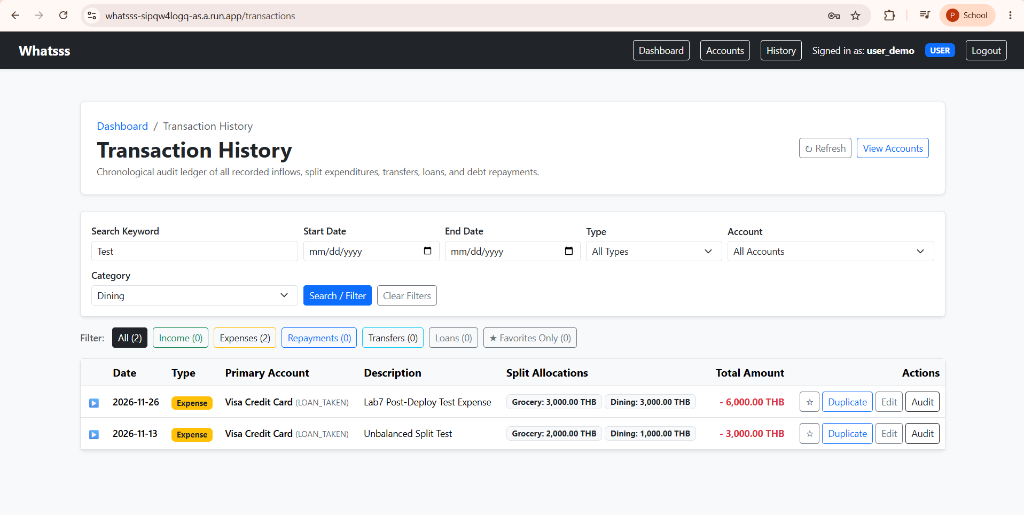 whatsss-sipqw4logq-as.a.run.app/transactions
School
P
Whatsss
Dashboard Accounts History Signed in as: user_demo USER Logout
Dashboard / Transaction History
Transaction History
↻ Refresh View Accounts
Chronological audit ledger of all recorded inflows, split expenditures, transfers, loans, and debt repayments.
Search Keyword Start Date End Date Type Account
Test mm/dd/yyyy mm/dd/yyyy All Types All Accounts
Category
Dining Search / Filter Clear Filters
Filter: All (2) Income (0) Expenses (2) Repayments (0) Transfers (0) Loans (0) ★ Favorites Only (0)
Date Type Primary Account Description Split Allocations Total Amount Actions
2026-11-26 Expense Visa Credit Card (LOAN_TAKEN) Lab7 Post-Deploy Test Expense Grocery: 3,000.00 THB Dining: 3,000.00 THB - 6,000.00 THB ☆ Duplicate Edit Audit
2026-11-13 Expense Visa Credit Card (LOAN_TAKEN) Unbalanced Split Test Grocery: 2,000.00 THB Dining: 1,000.00 THB - 3,000.00 THB ☆ Duplicate Edit Audit